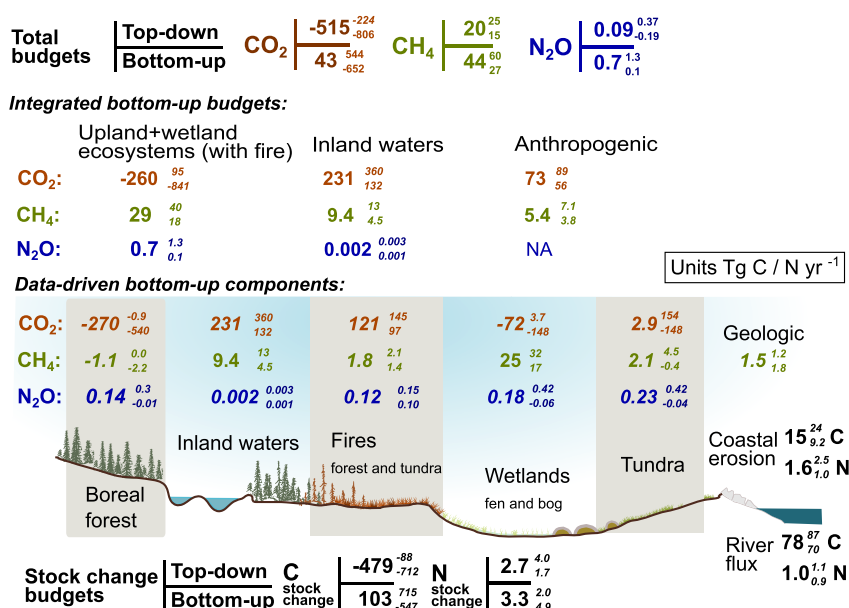 Total budgets
Top-down
Bottom-up
CO2 -515 -224 -806
43 544 -652
CH4 20 25 15
44 60 27
N2O 0.09 0.37 -0.19
0.7 1.3 0.1
Integrated bottom-up budgets:
Upland+wetland
ecosystems (with fire)
Inland waters
Anthropogenic
CO2: -260 95 -841 231 360 132 73 89 56
CH4: 29 40 18 9.4 13 4.5 5.4 7.1 3.8
N2O: 0.7 1.3 0.1 0.002 0.003 0.001 NA
Units Tg C / N yr -1
Data-driven bottom-up components:
CO2: -270 -0.9 -540 231 360 132 121 145 97 -72 3.7 -148 2.9 154 -148
Geologic
CH4: -1.1 0.0 -2.2 9.4 13 4.5 1.8 2.1 1.4 25 32 17 2.1 4.5 -0.4 1.5 1.2 1.8
N2O: 0.14 0.3 -0.01 0.002 0.003 0.001 0.12 0.15 0.10 0.18 0.42 -0.06 0.23 0.42 -0.04
Boreal
forest
Inland waters
Fires
forest and tundra
Wetlands
fen and bog
Tundra
Coastal
erosion
15 24 9.2 C
1.6 2.5 1.0 N
River
flux
78 87 70 C
1.0 1.1 0.9 N
Stock change
budgets
Top-down
Bottom-up
C
stock
change
-479 -88 -712
103 715 -547
N
stock
change
2.7 4.0 1.7
3.3 2.0 4.9